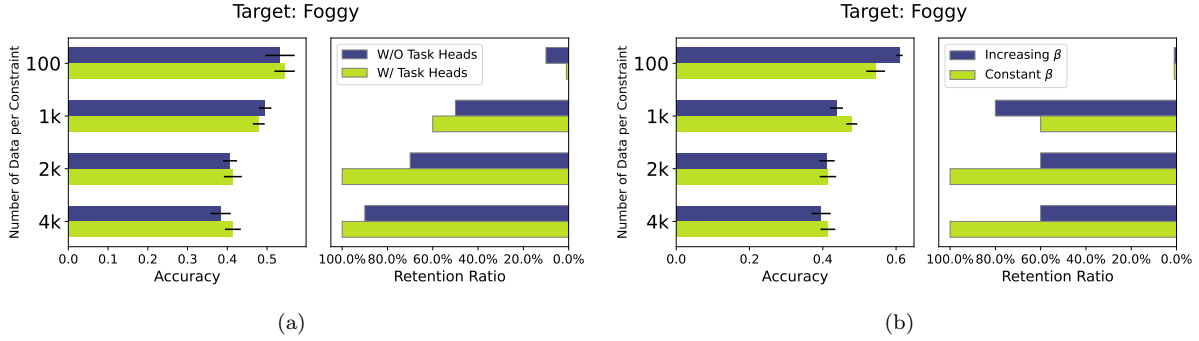 Target: Foggy
Number of Data per Constraint
100
1k
2k
4k
0.0 0.1 0.2 0.3 0.4 0.5
Accuracy
W/O Task Heads
W/ Task Heads
100.0% 80.0% 60.0% 40.0% 20.0% 0.0%
Retention Ratio
(a)
Target: Foggy
Number of Data per Constraint
100
1k
2k
4k
0.0 0.2 0.4 0.6
Accuracy
Increasing β
Constant β
100.0% 80.0% 60.0% 40.0% 20.0% 0.0%
Retention Ratio
(b)